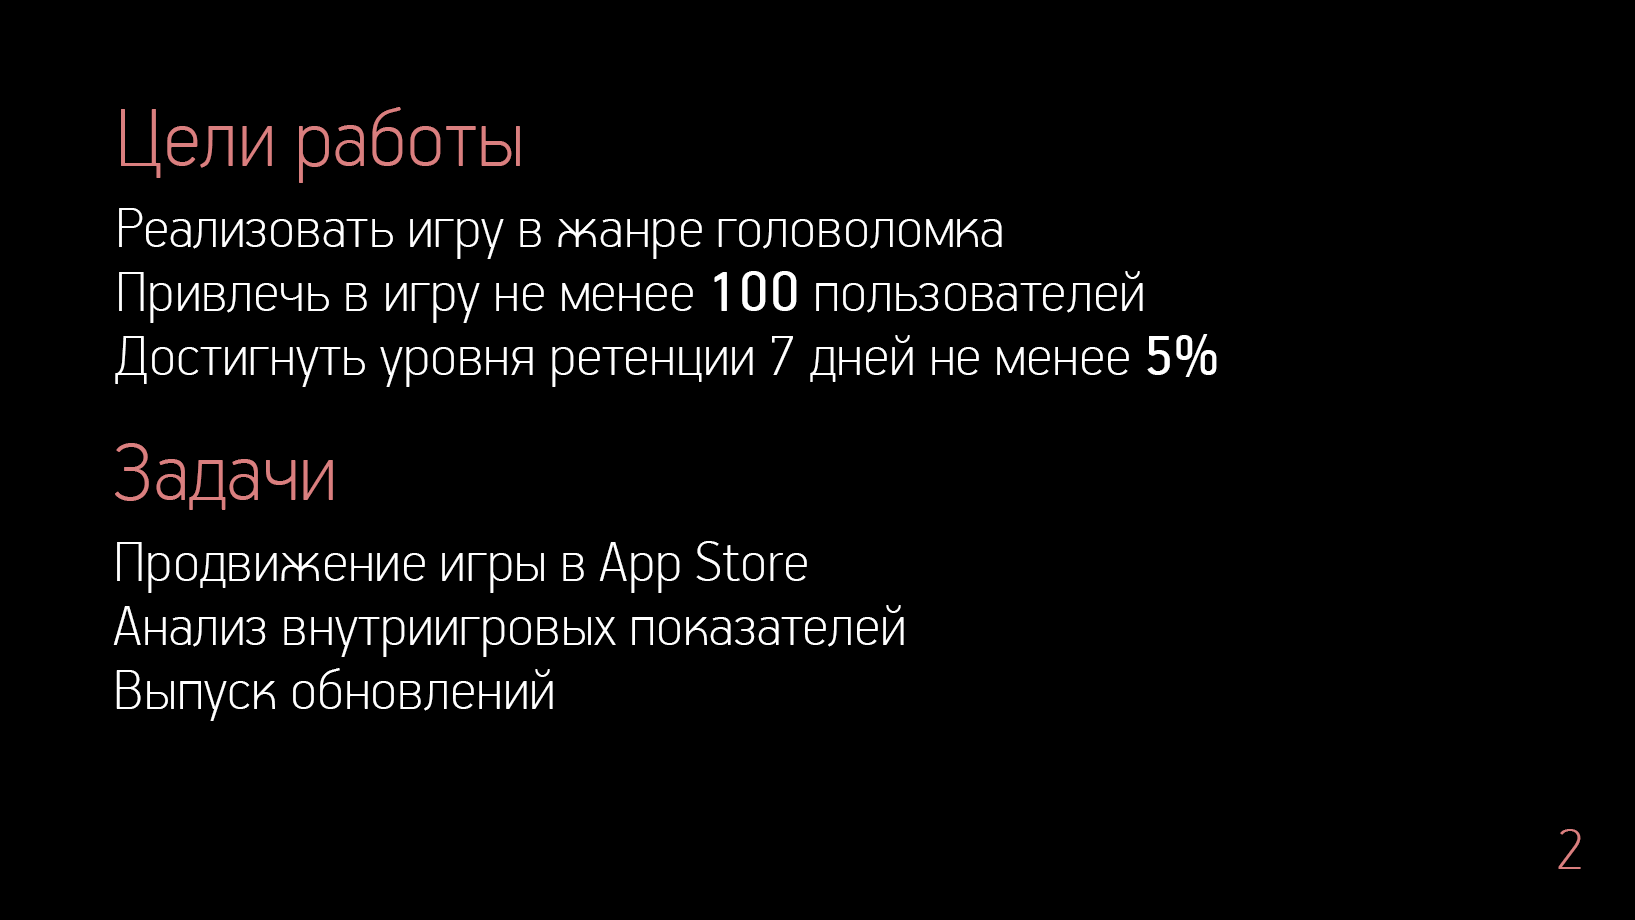 Цели работы
Реализовать игру в жанре головоломка
Привлечь в игру не менее 100 пользователей
Достигнуть уровня ретенции 7 дней не менее 5%
Задачи
Продвижение игры в App Store
Анализ внутриигровых показателей
Выпуск обновлений
2